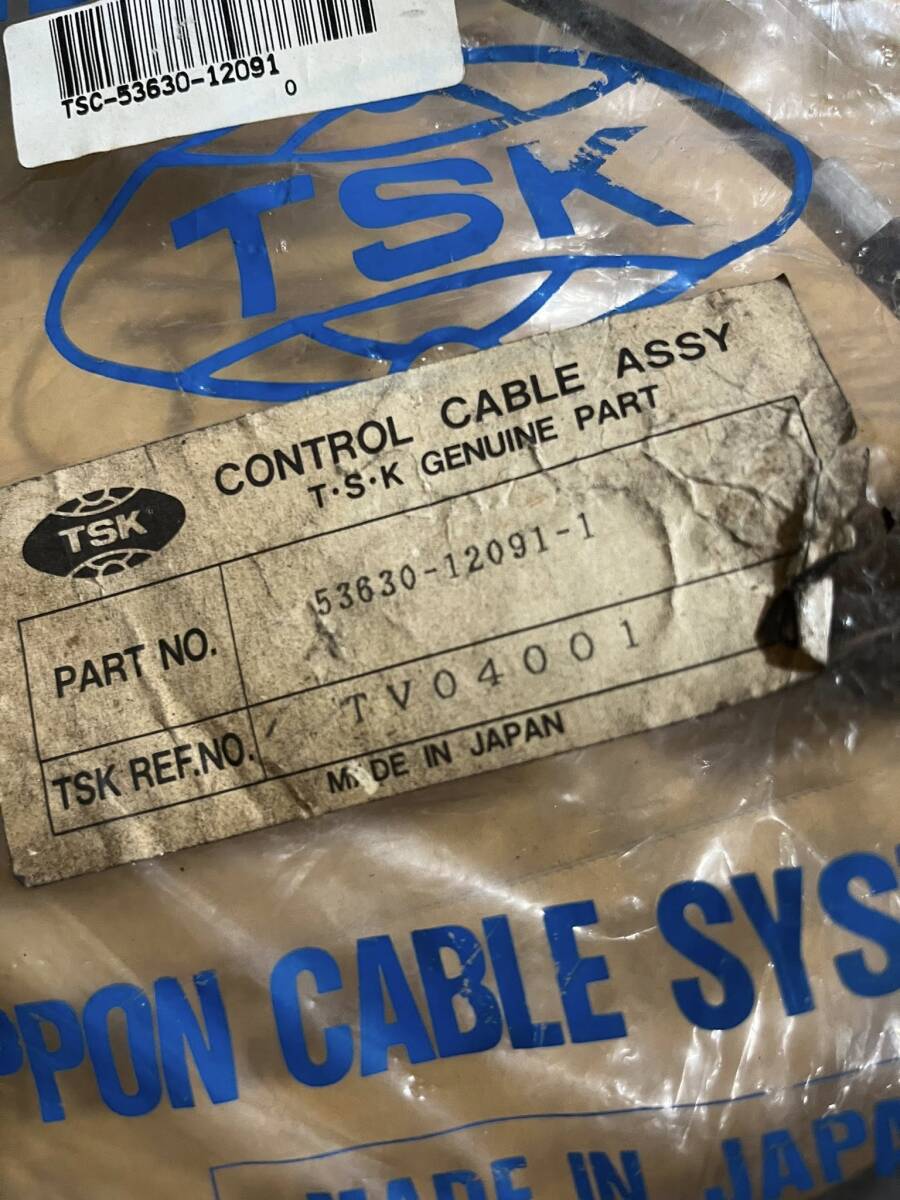 TSC-53630-12091
0
TSK
CONTROL CABLE ASSY
T·S·K GENUINE PART
TSK
PART NO.
53630-12091-1
TSK REF.NO.
TV04001
MADE IN JAPAN
PPON CABLE SYS
MADE IN JAPA